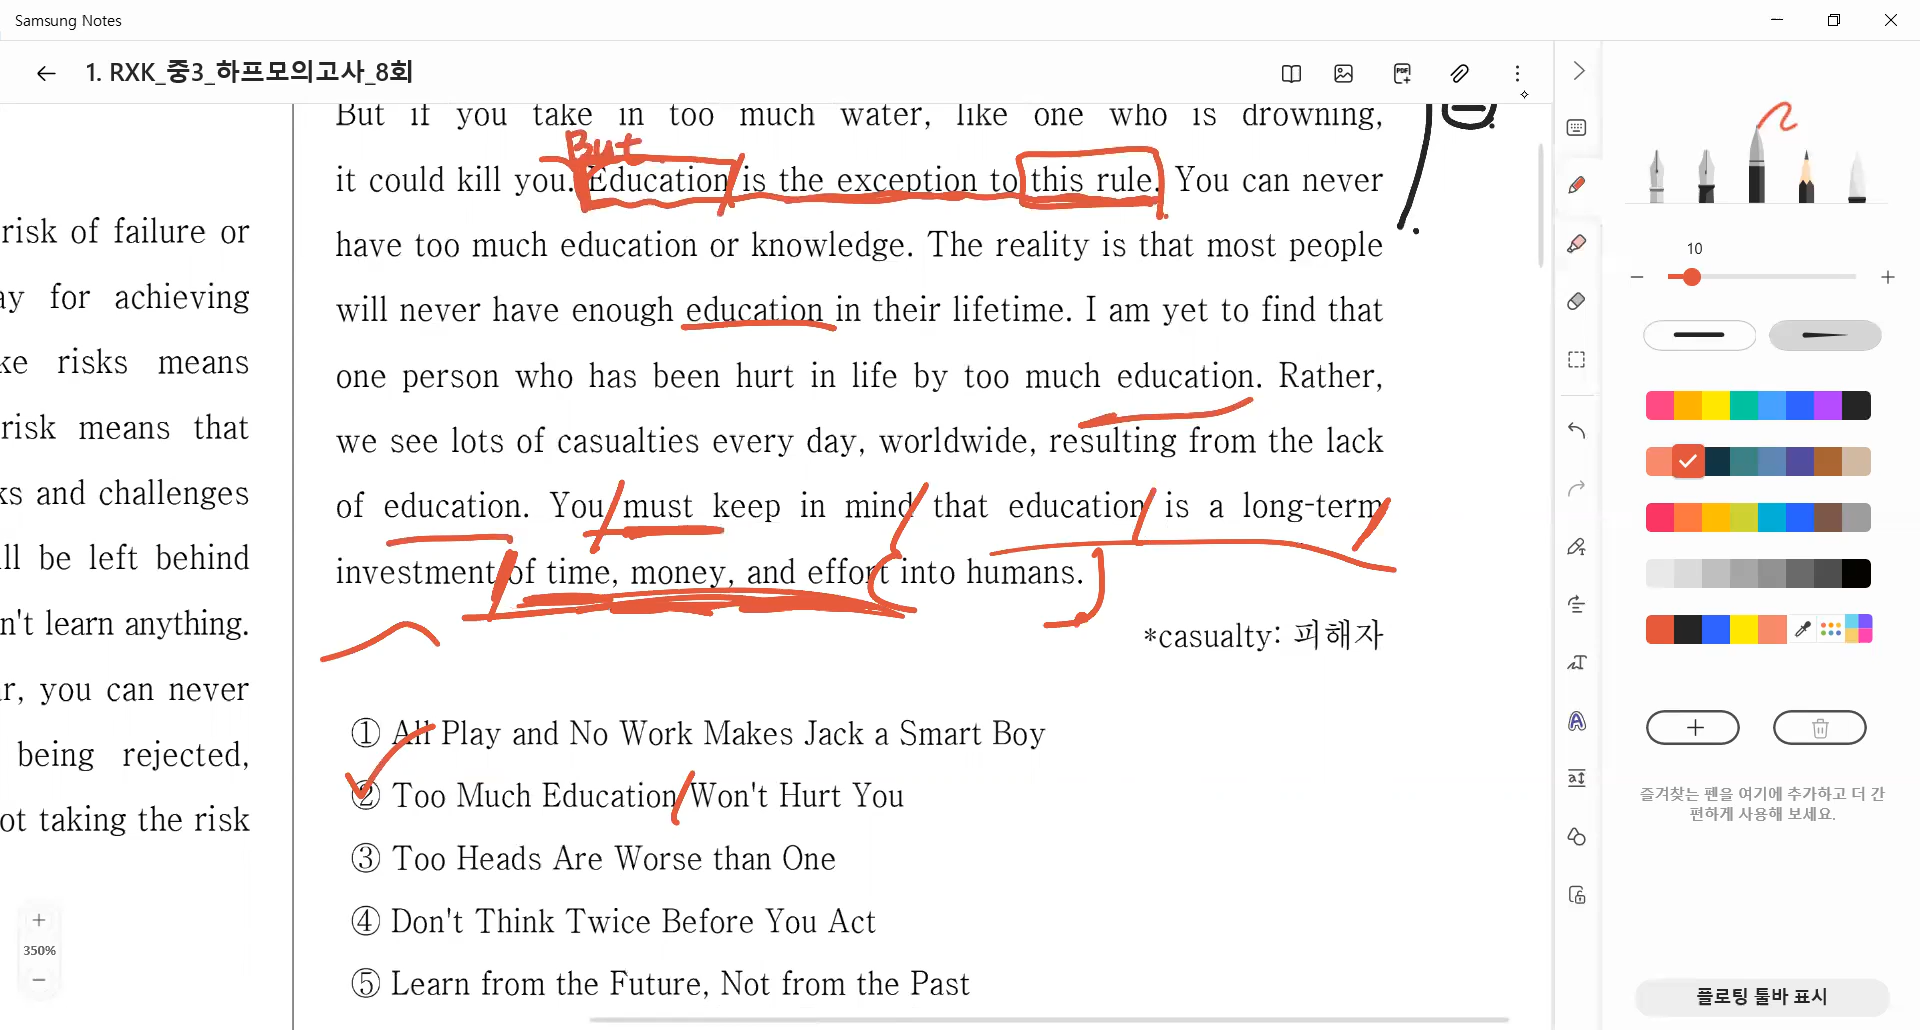 Samsung Notes
1. RXK_중3_하프모의고사_8회
risk of failure or
ay for achieving
ke risks means
risk means that
ks and challenges
ll be left behind
n't learn anything.
r, you can never
being rejected,
ot taking the risk
But if you take in too much water, like one who is drowning,
But
it could kill you. Education is the exception to this rule. You can never
have too much education or knowledge. The reality is that most people
will never have enough education in their lifetime. I am yet to find that
one person who has been hurt in life by too much education. Rather,
we see lots of casualties every day, worldwide, resulting from the lack
of education. You must keep in mind that education is a long-term
investment of time, money, and effort into humans.
*casualty: 피해자
① All Play and No Work Makes Jack a Smart Boy
② Too Much Education Won't Hurt You
③ Too Heads Are Worse than One
④ Don't Think Twice Before You Act
⑤ Learn from the Future, Not from the Past
350%
10
즐겨찾는 펜을 여기에 추가하고 더 간
편하게 사용해 보세요.
플로팅 툴바 표시